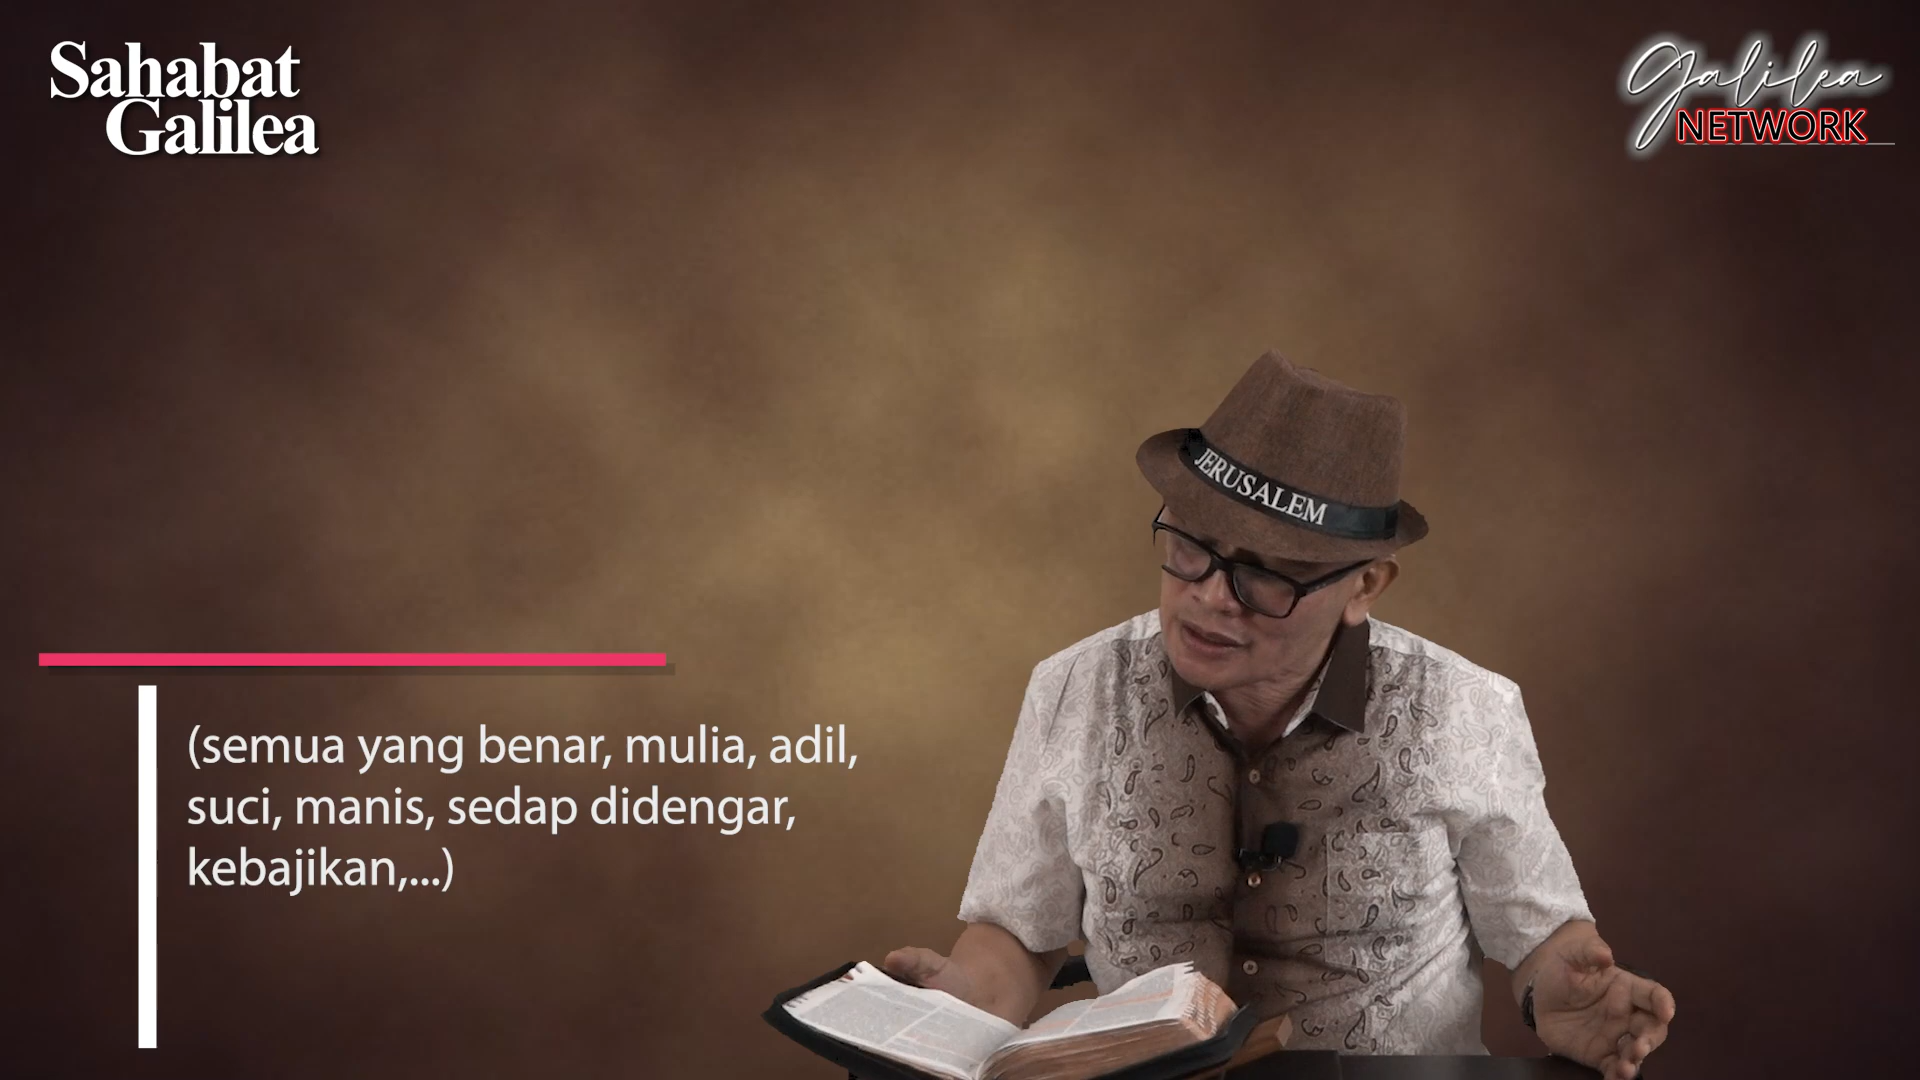 Sahabat
Galilea
Galilea
NETWORK
JERUSALEM
(semua yang benar, mulia, adil,
suci, manis, sedap didengar,
kebajikan,...)